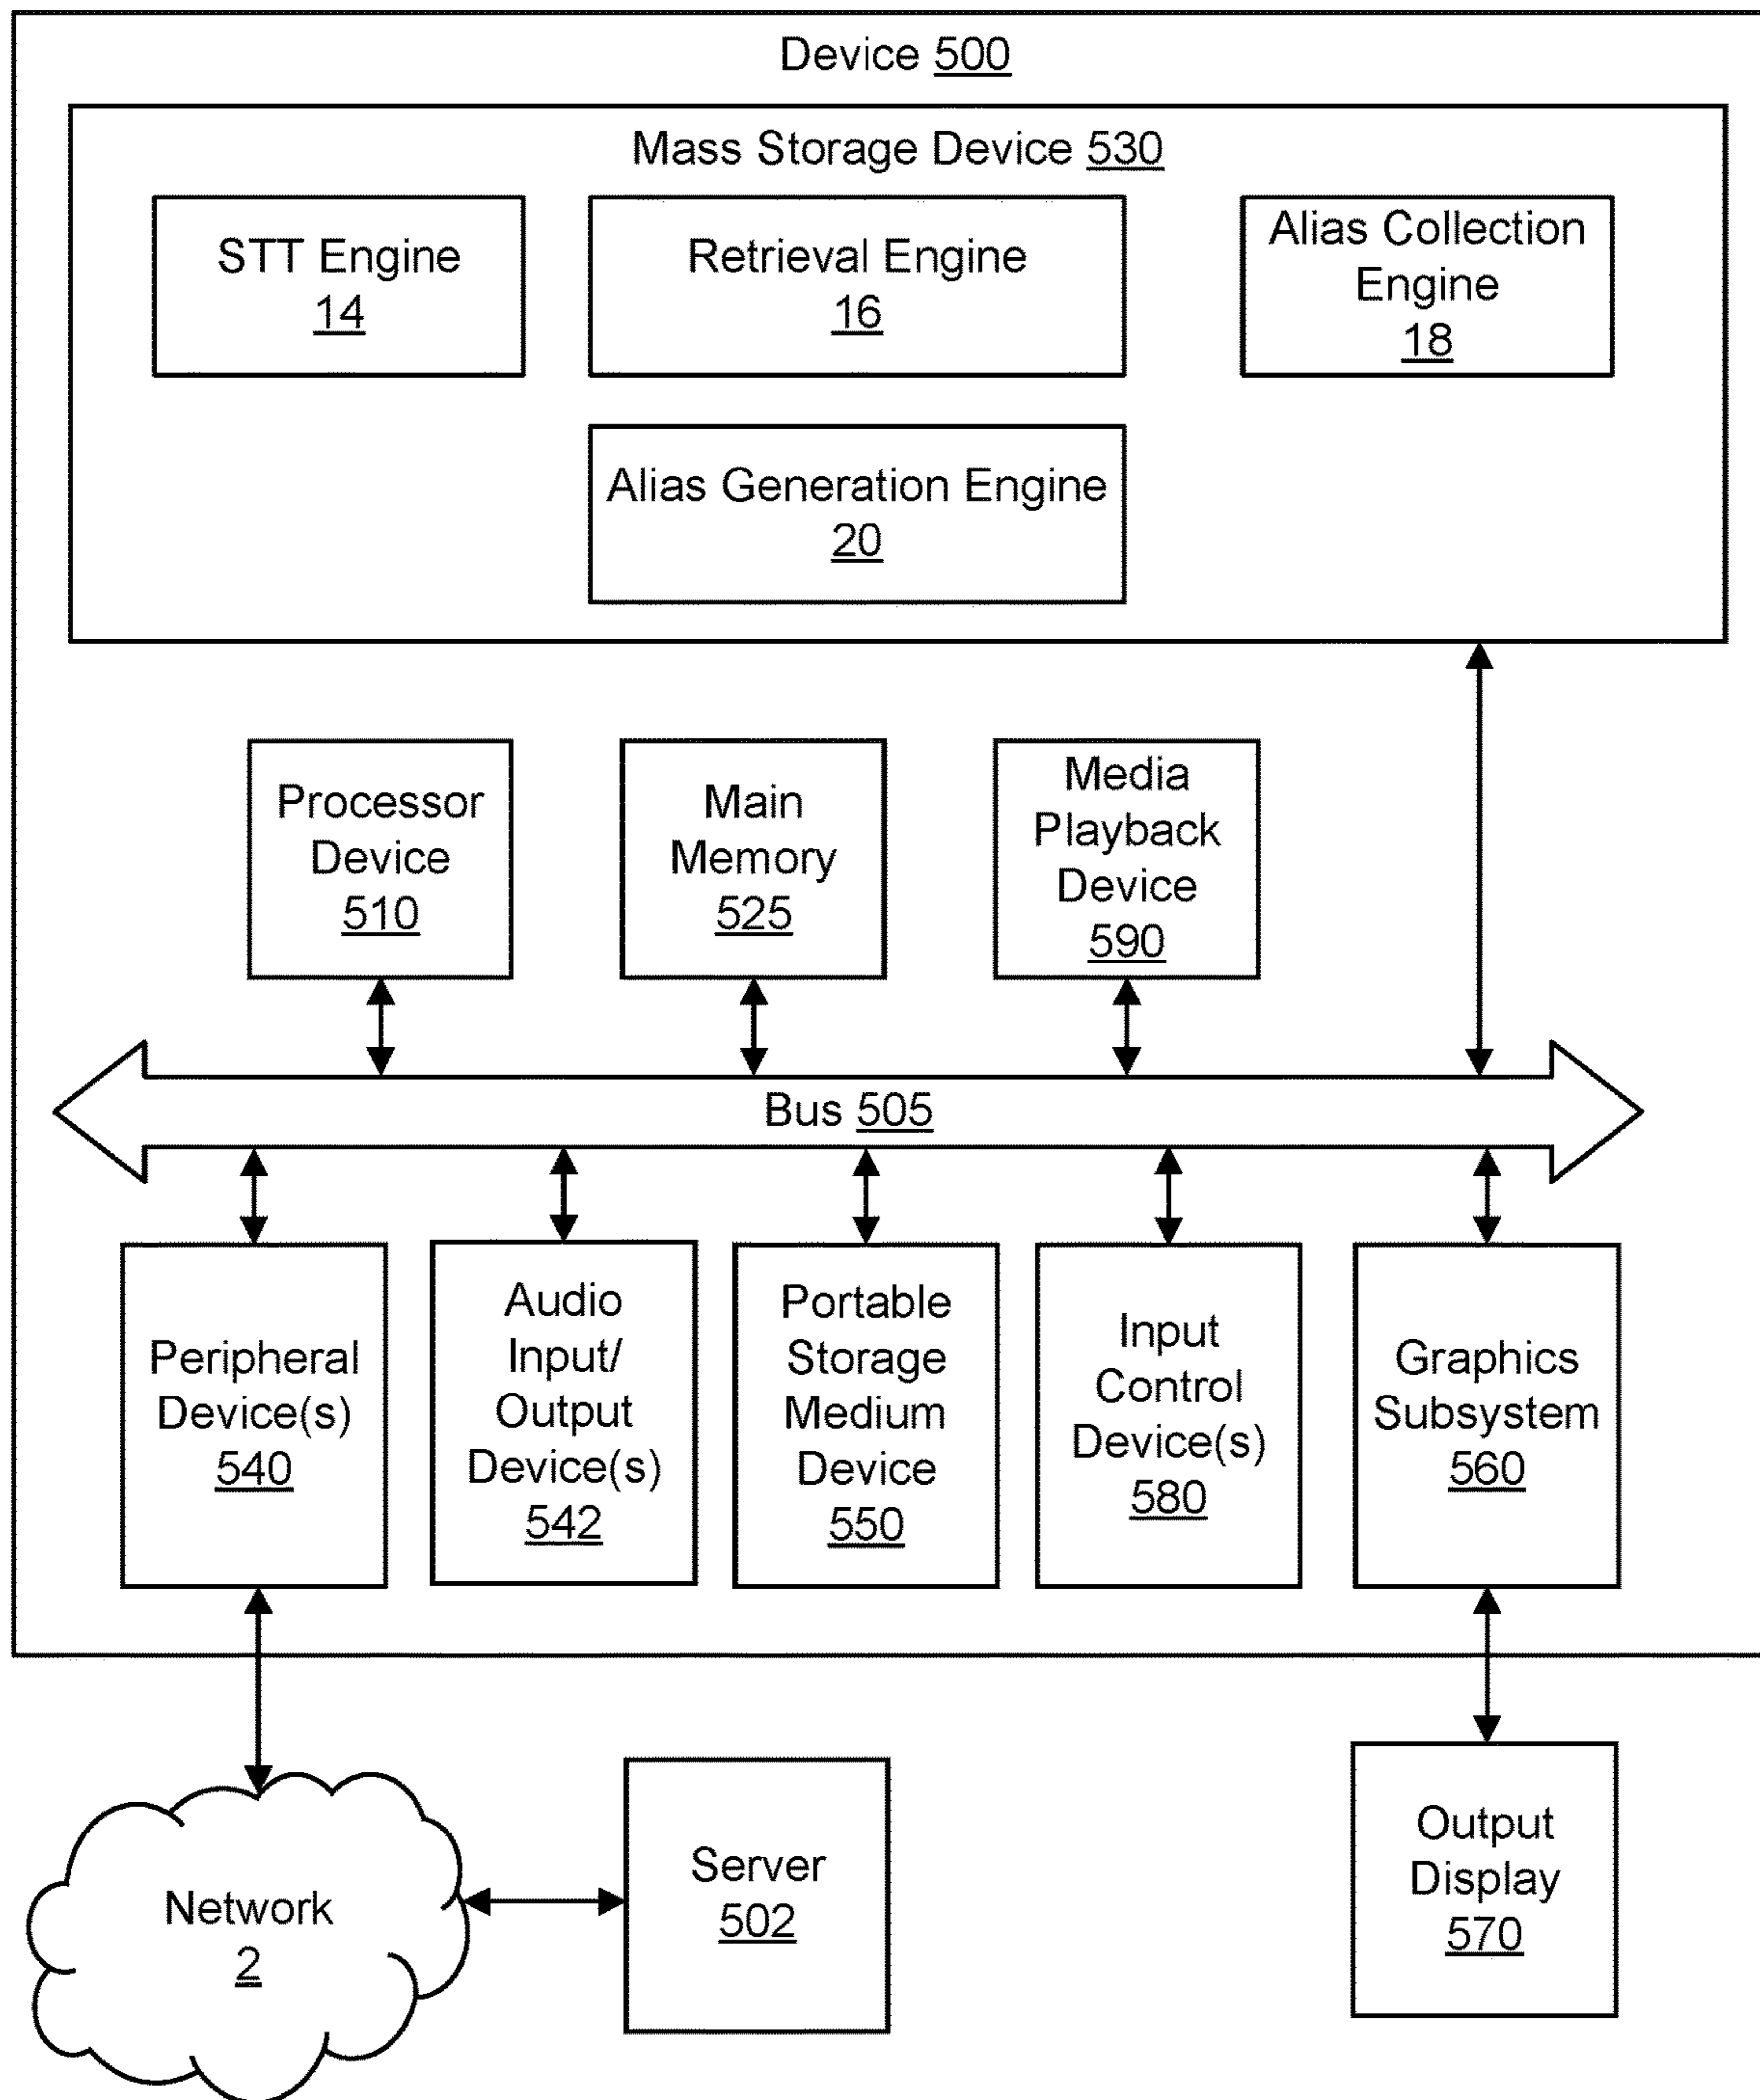 Device 500
Mass Storage Device 530
STT Engine
14
Retrieval Engine
16
Alias Collection
Engine
18
Alias Generation Engine
20
Processor
Device
510
Main
Memory
525
Media
Playback
Device
590
Bus 505
Peripheral
Device(s)
540
Audio
Input/
Output
Device(s)
542
Portable
Storage
Medium
Device
550
Input
Control
Device(s)
580
Graphics
Subsystem
560
Network
2
Server
502
Output
Display
570